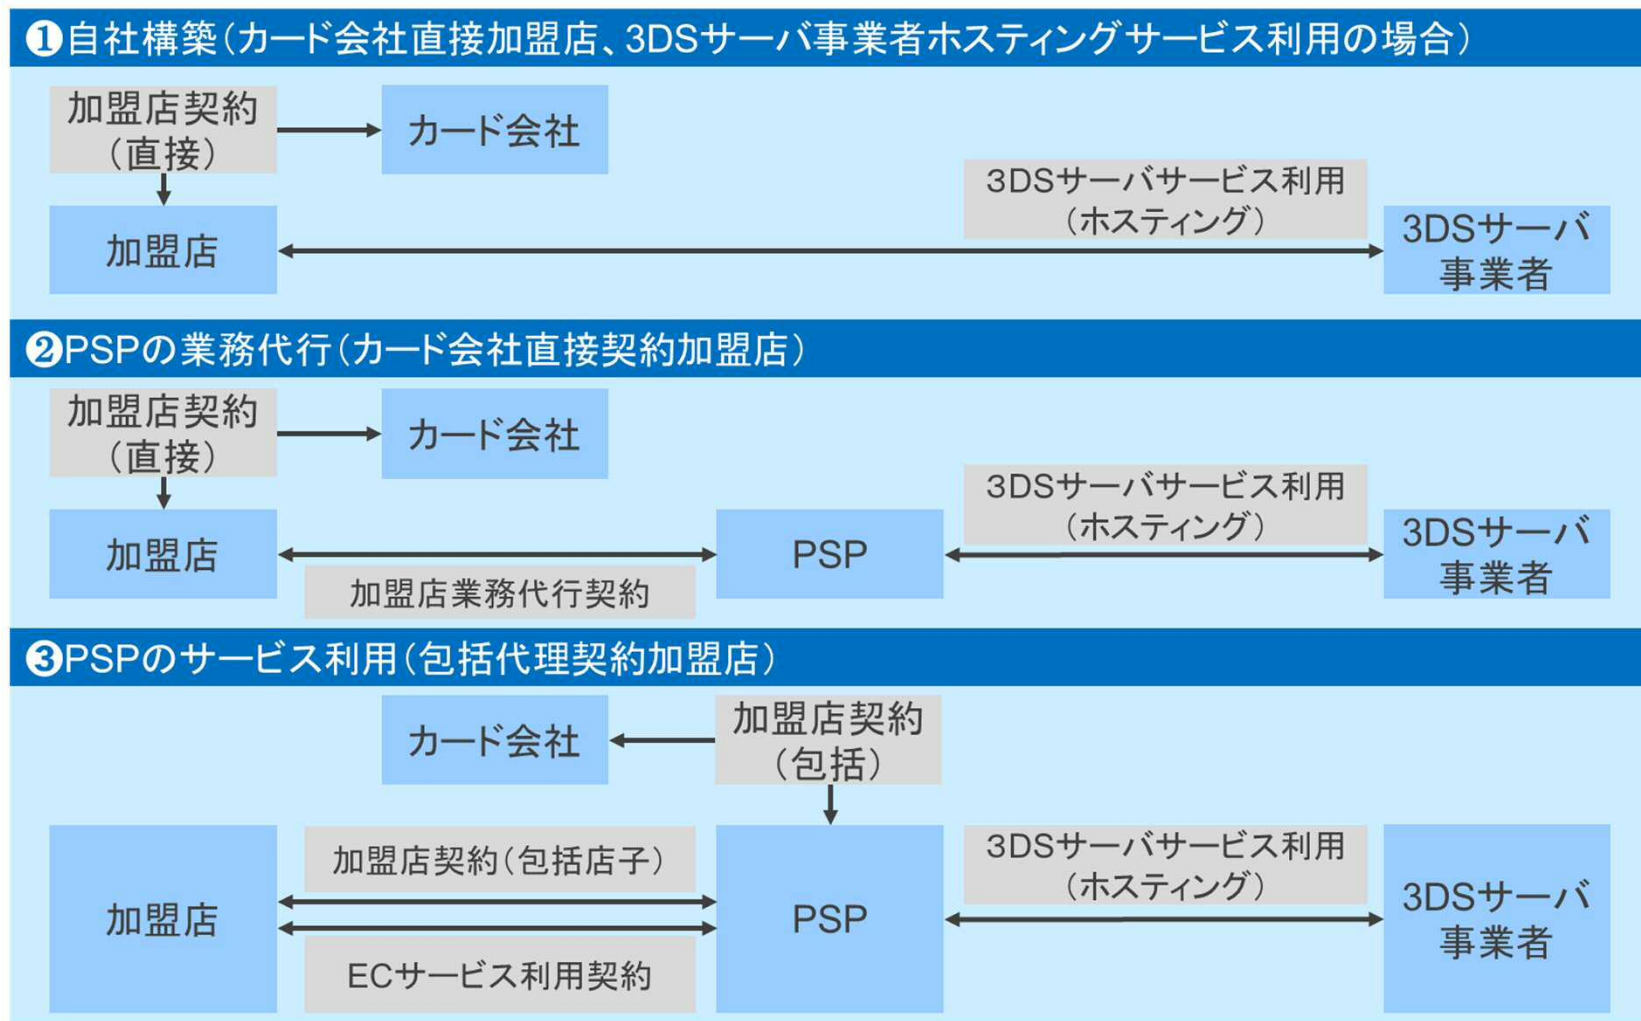 ❶自社構築(カード会社直接加盟店、3DSサーバ事業者ホスティングサービス利用の場合)
加盟店契約
(直接)
カード会社
3DSサーバサービス利用
(ホスティング)
加盟店
3DSサーバ
事業者
❷PSPの業務代行(カード会社直接契約加盟店)
加盟店契約
(直接)
カード会社
3DSサーバサービス利用
(ホスティング)
加盟店
PSP
3DSサーバ
事業者
加盟店業務代行契約
❸PSPのサービス利用(包括代理契約加盟店)
カード会社
加盟店契約
(包括)
加盟店契約(包括店子)
3DSサーバサービス利用
(ホスティング)
加盟店
PSP
3DSサーバ
事業者
ECサービス利用契約